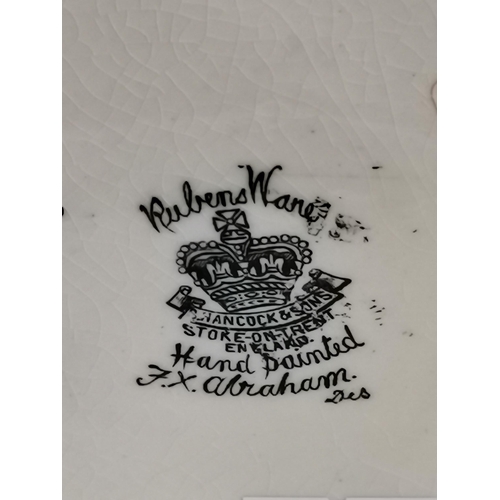 Rubens Ware
HANCOCK & SONS
STOKE-ON-TRENT
ENGLAND.
Hand painted
F. X. Abraham.
Des